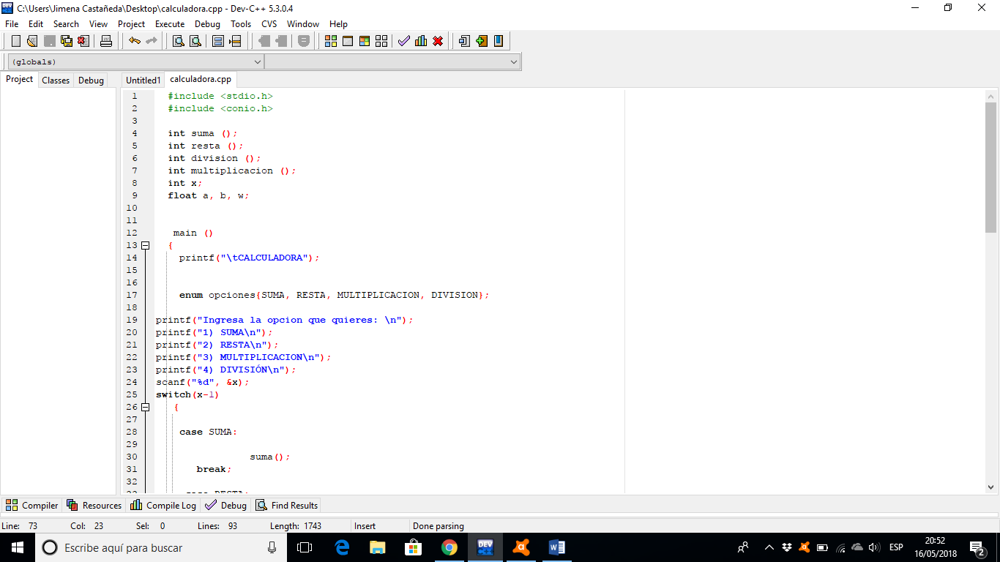 C:\Users\Jimena Castañeda\Desktop\calculadora.cpp - Dev-C++ 5.3.0.4
File Edit Search View Project Execute Debug Tools CVS Window Help
(globals)
Project Classes Debug Untitled1 calculadora.cpp
1 #include <stdio.h>
2 #include <conio.h>
3
4 int suma ();
5 int resta ();
6 int division ();
7 int multiplicacion ();
8 int x;
9 float a, b, w;
10
11
12 main ()
13 {
14 printf("\tCALCULADORA");
15
16
17 enum opciones{SUMA, RESTA, MULTIPLICACION, DIVISION};
18
19 printf("Ingresa la opcion que quieres: \n");
20 printf("1) SUMA\n");
21 printf("2) RESTA\n");
22 printf("3) MULTIPLICACION\n");
23 printf("4) DIVISIÓN\n");
24 scanf("%d", &x);
25 switch(x-1)
26 {
27
28 case SUMA:
29
30 suma();
31 break;
32
33 case RESTA:
Compiler Resources Compile Log Debug Find Results
Line: 73 Col: 23 Sel: 0 Lines: 93 Length: 1743 Insert Done parsing
Escribe aquí para buscar
DEV
ESP
20:52
16/05/2018
2